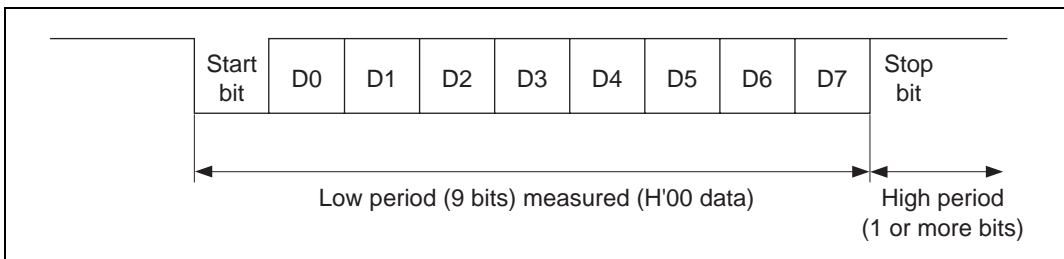 Start
bit
D0
D1
D2
D3
D4
D5
D6
D7
Stop
bit
Low period (9 bits) measured (H'00 data)
High period
(1 or more bits)